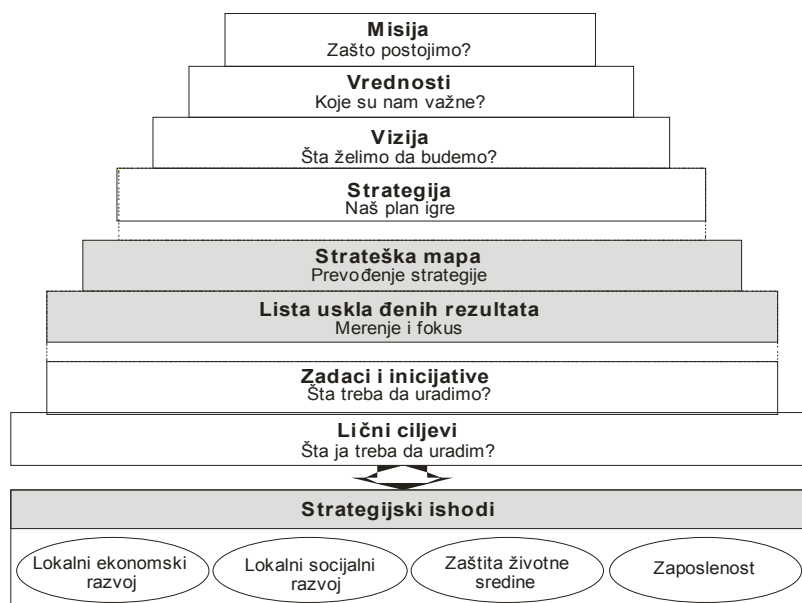 Misija
Zašto postojimo?
Vrednosti
Koje su nam važne?
Vizija
Šta želimo da budemo?
Strategija
Naš plan igre
Strateška mapa
Prevođenje strategije
Lista uskla đenih rezultata
Merenje i fokus
Zadaci i inicijative
Šta treba da uradimo?
Lični ciljevi
Šta ja treba da uradim?
Strategijski ishodi
Lokalni ekonomski
razvoj
Lokalni socijalni
razvoj
Zaštita životne
sredine
Zaposlenost